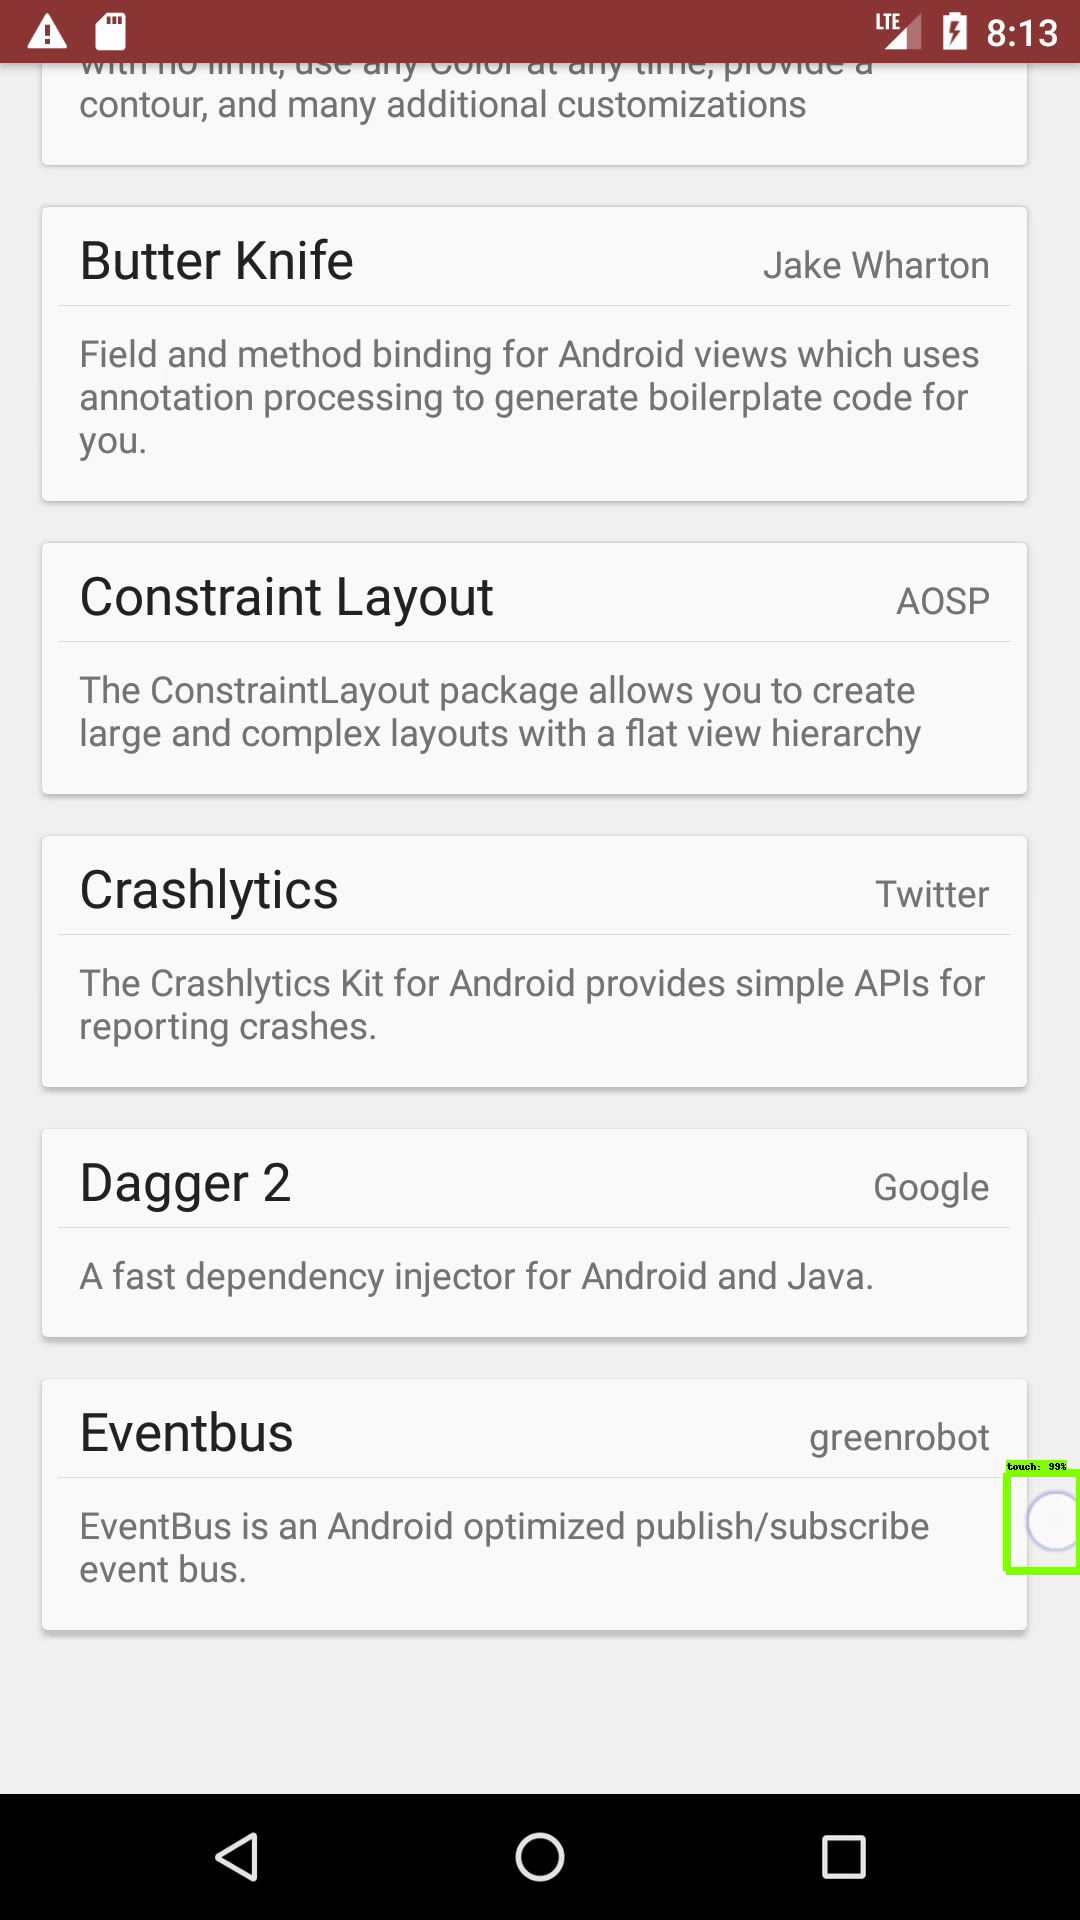 LTE 8:13
with no limit, use any Color at any time, provide a
contour, and many additional customizations
Butter Knife
Jake Wharton
Field and method binding for Android views which uses
annotation processing to generate boilerplate code for
you.
Constraint Layout
AOSP
The ConstraintLayout package allows you to create
large and complex layouts with a flat view hierarchy
Crashlytics
Twitter
The Crashlytics Kit for Android provides simple APIs for
reporting crashes.
Dagger 2
Google
A fast dependency injector for Android and Java.
Eventbus
greenrobot
touch: 99%
EventBus is an Android optimized publish/subscribe
event bus.